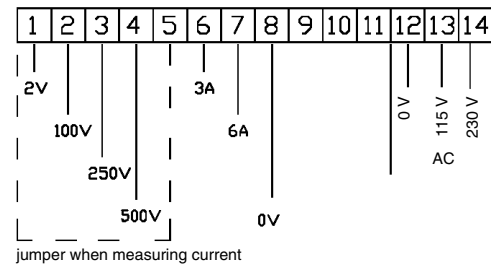 1 2 3 4 5 6 7 8 9 10 11 12 13 14
2V 3A 0 V 115 V 230 V
100V 6A
AC
250V
500V 0V
jumper when measuring current